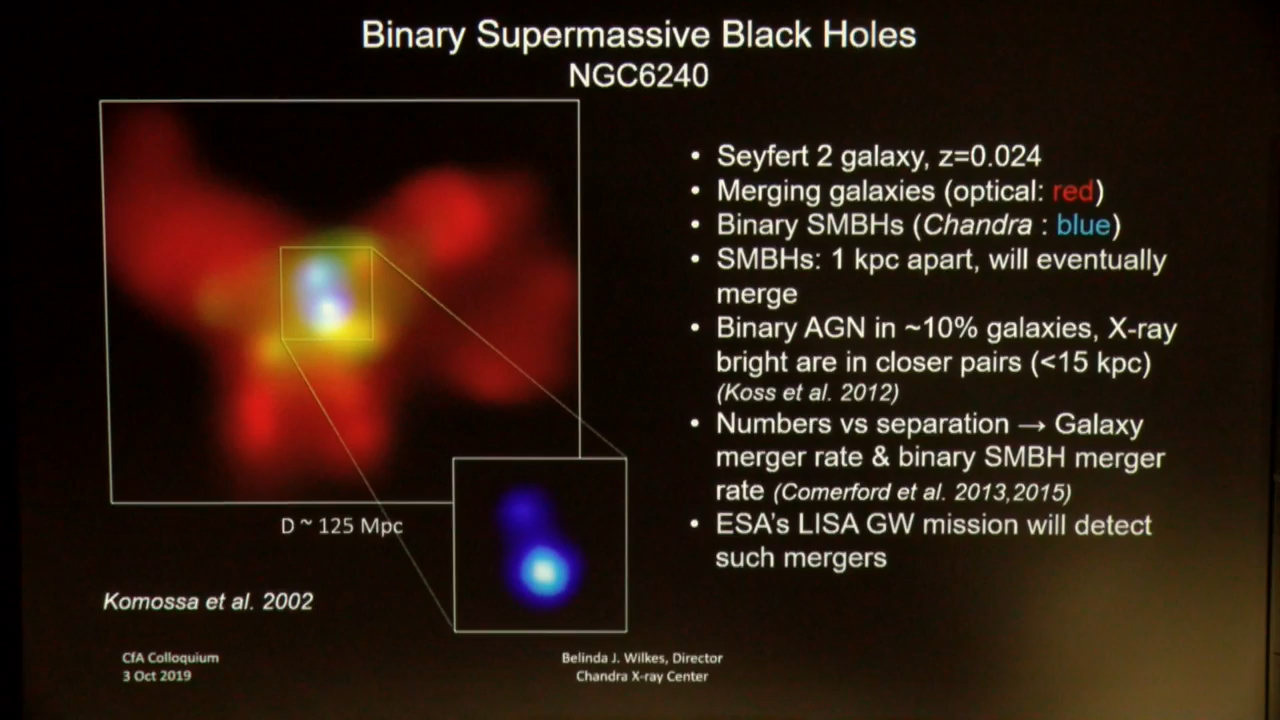 Binary Supermassive Black Holes
NGC6240
• Seyfert 2 galaxy, z=0.024
• Merging galaxies (optical: red)
• Binary SMBHs (Chandra : blue)
• SMBHs: 1 kpc apart, will eventually
merge
• Binary AGN in ~10% galaxies, X-ray
bright are in closer pairs (<15 kpc)
(Koss et al. 2012)
• Numbers vs separation → Galaxy
merger rate & binary SMBH merger
rate (Comerford et al. 2013,2015)
• ESA's LISA GW mission will detect
such mergers
D ~ 125 Mpc
Komossa et al. 2002
CfA Colloquium
3 Oct 2019
Belinda J. Wilkes, Director
Chandra X-ray Center